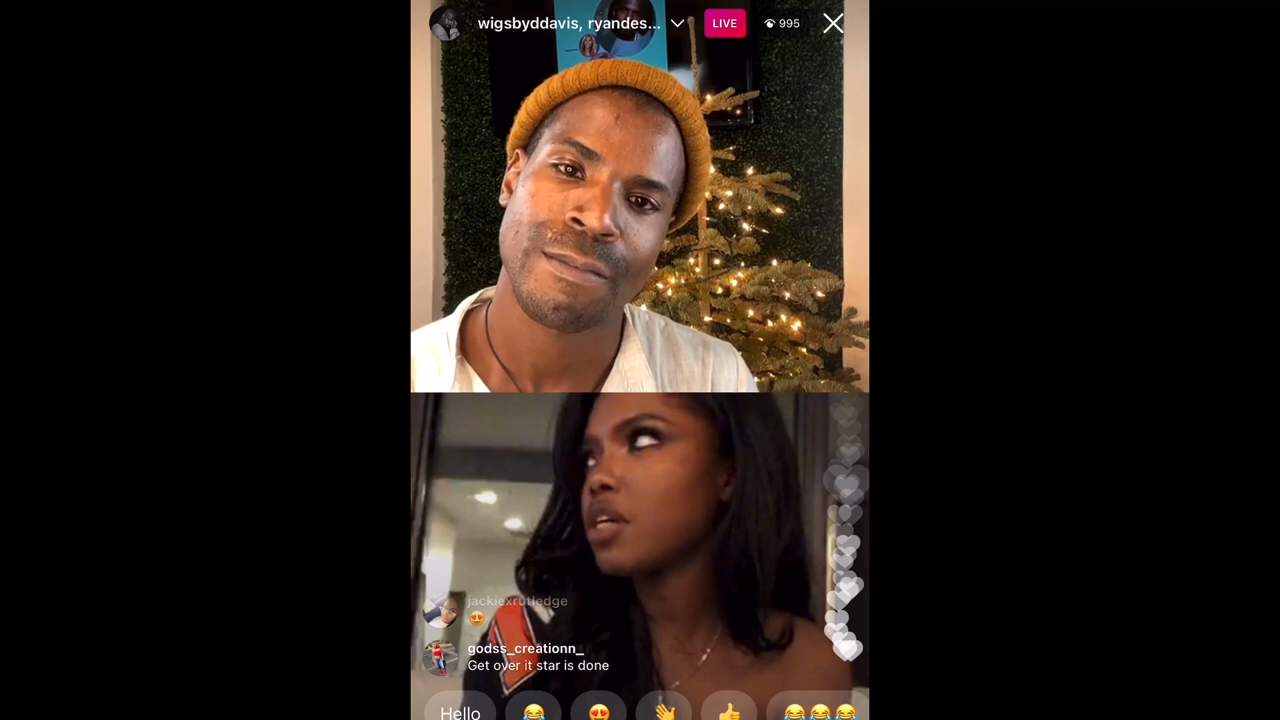 wigsbyddavis, ryandes...
LIVE
995
jackiexrutledge
😍
godss_creationn_
Get over it star is done
Hello 😂 😍 👋 👍 😂😂😂